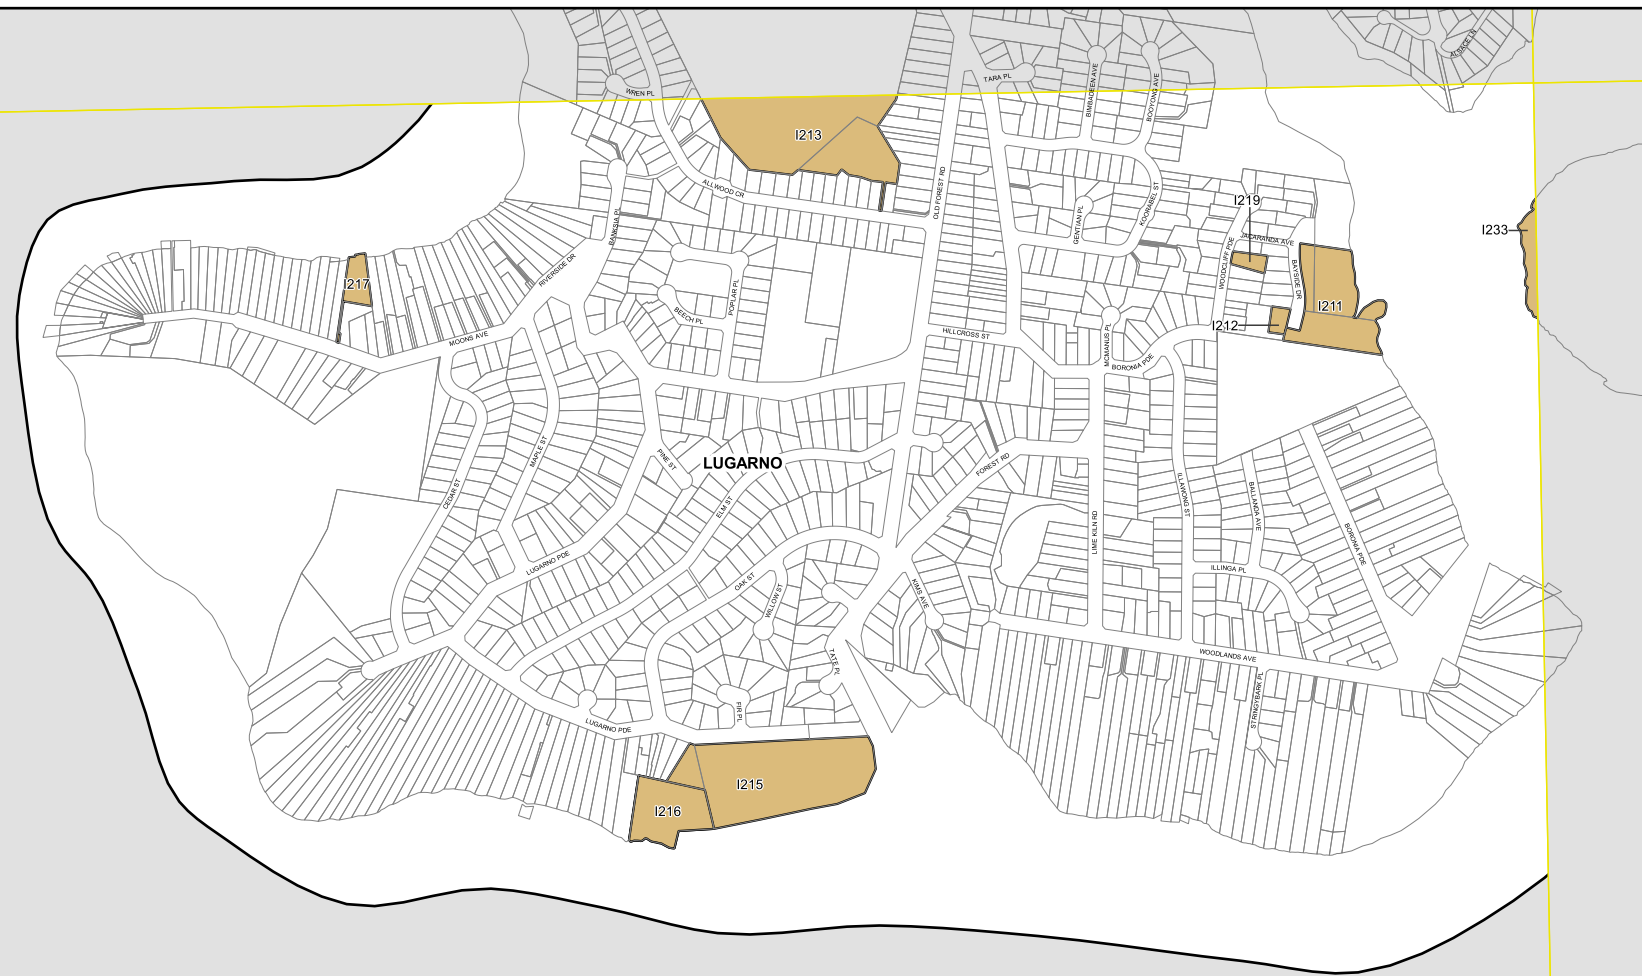 ALSACE LN
TARA PL
BIMBADEEN AVE
BOOYONG AVE
WREN PL
I213
ALLWOOD CR
OLD FOREST RD
KOORABEL ST
GENTIAN PL
I219
I233
BANKSIA PL
JACARANDA AVE
WOODCLIFF PDE
BAYSIDE DR
RIVERSIDE DR
I217
POPLAR PL
I211
BEECH PL
I212
HILLCROSS ST
MOONS AVE
MCMANUS PL
BORONIA PDE
MAPLE ST
PINE ST
LUGARNO
FOREST RD
CEDAR ST
ELM ST
ILLAWONG ST
BALLANDA AVE
LIME KILN RD
BORONIA PDE
LUGARNO PDE
ILLINGA PL
OAK ST
WILLOW ST
KIMS AVE
TATE PL
WOODLANDS AVE
STRINGYBARK PL
FIR PL
LUGARNO PDE
I215
I216